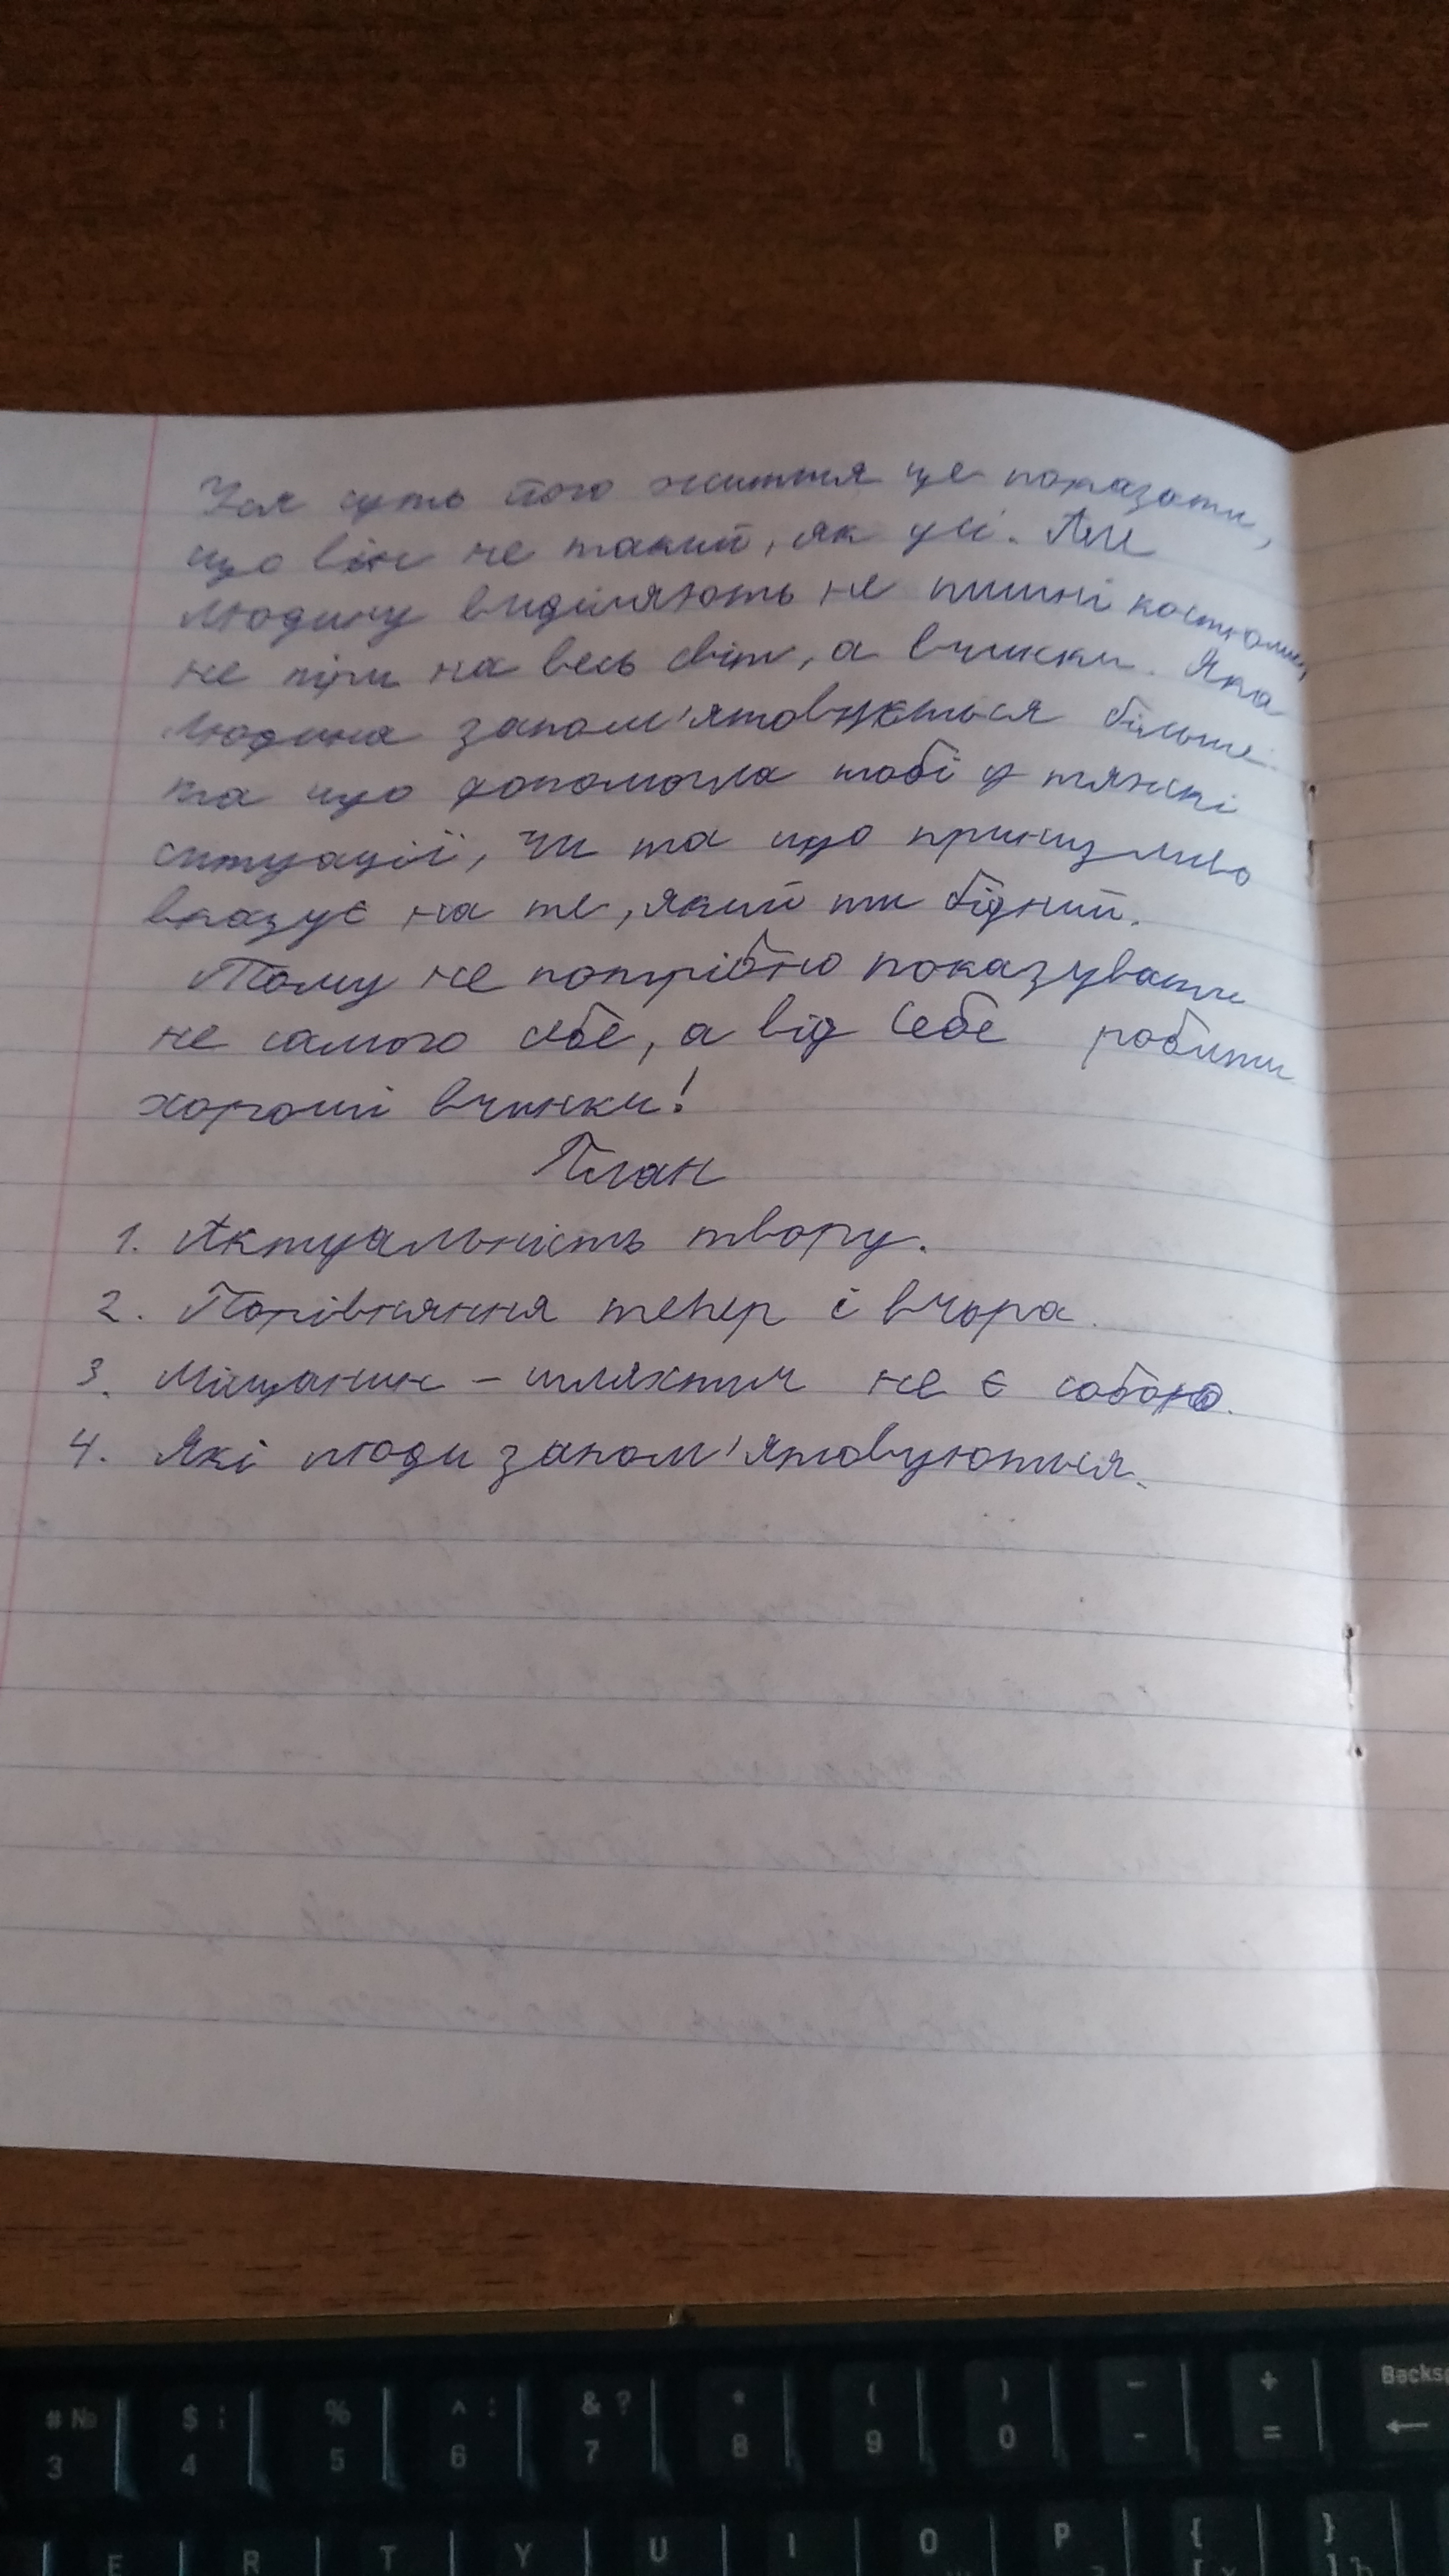 Уся суть його життя це показати,
що він не такий, як усі. Але
людину виділяють не пишні костюми,
не на весь світ, а вчинки. Яка
людина запам'ятовується більше
та що допомогла тобі у тяжкі
ситуації, чи та що принизливо
вказує на те, який ти бідний.
Тому не потрібно показувати
не самого себе, а від себе робити
хороші вчинки!
План
1. Актуальність твору.
2. Порівняння тепер і вчора.
3. Міщанин - шляхтич не є собою.
4. Які люди запам'ятовуються.
# №
3
$ ;
4
%
5
^ :
6
& ?
7
*
8
(
9
)
0
_
-
+
=
Backs
←
E
R
T
Y
U
I
O
P
{
[
}
]